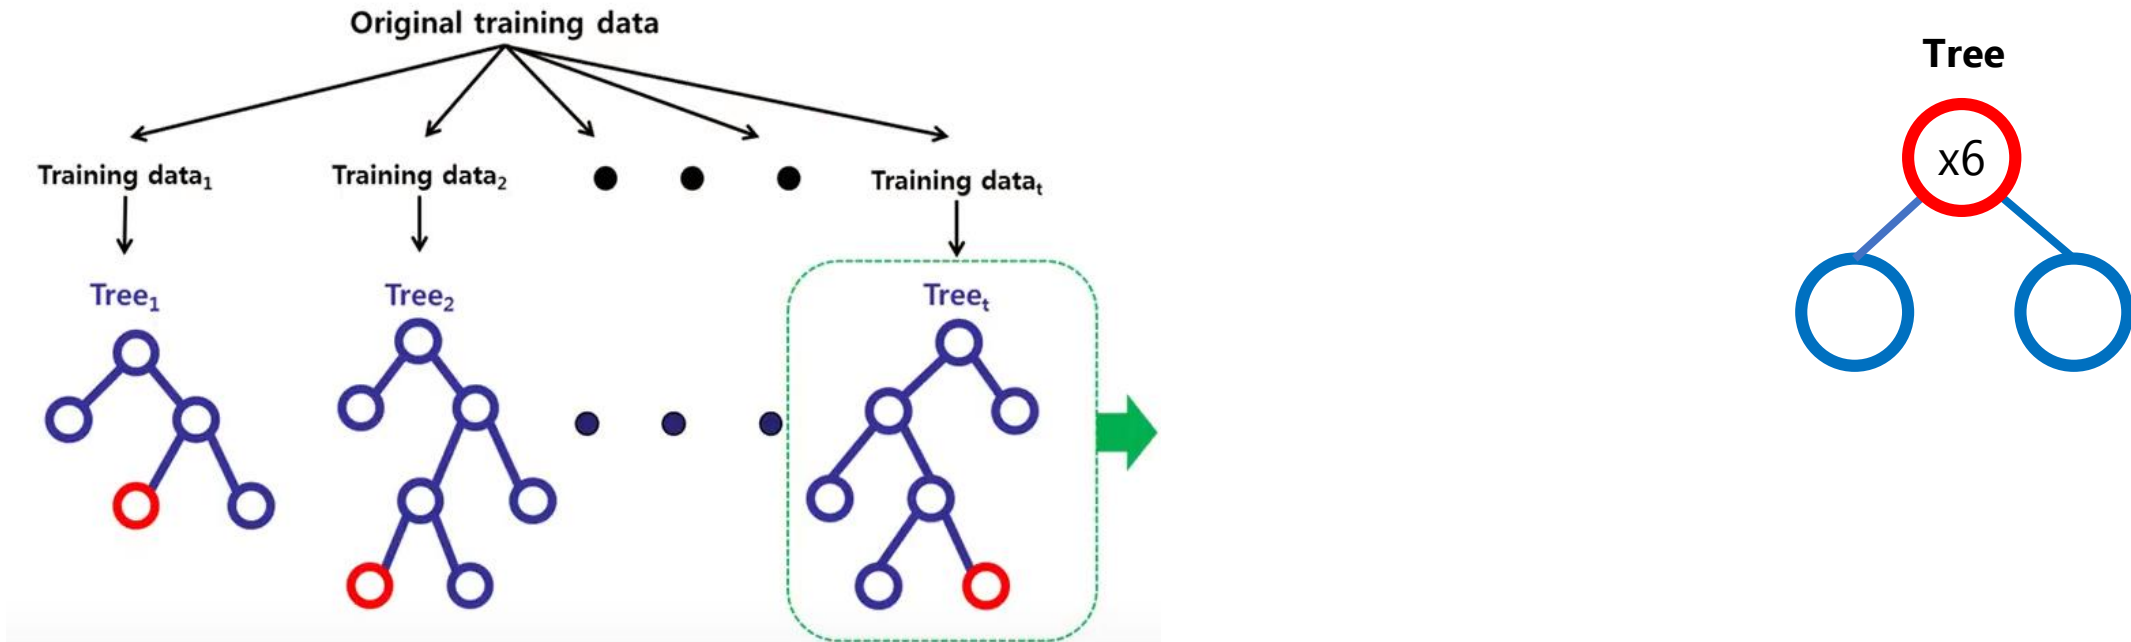 Original training data
Training data₁
Training data₂
Training dataₜ
Tree₁
Tree₂
Treeₜ
Tree
x6